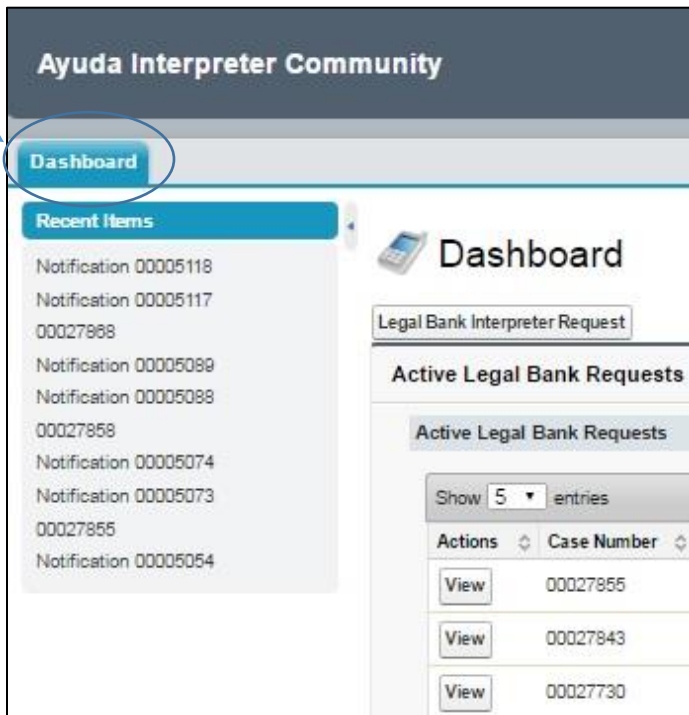 Ayuda Interpreter Community
Dashboard
Recent Items
Notification 00005118
Notification 00005117
00027868
Notification 00005089
Notification 00005088
00027858
Notification 00005074
Notification 00005073
00027855
Notification 00005054
Dashboard
Legal Bank Interpreter Request
Active Legal Bank Requests
Active Legal Bank Requests
Show 5 entries
Actions Case Number
View 00027855
View 00027843
View 00027730